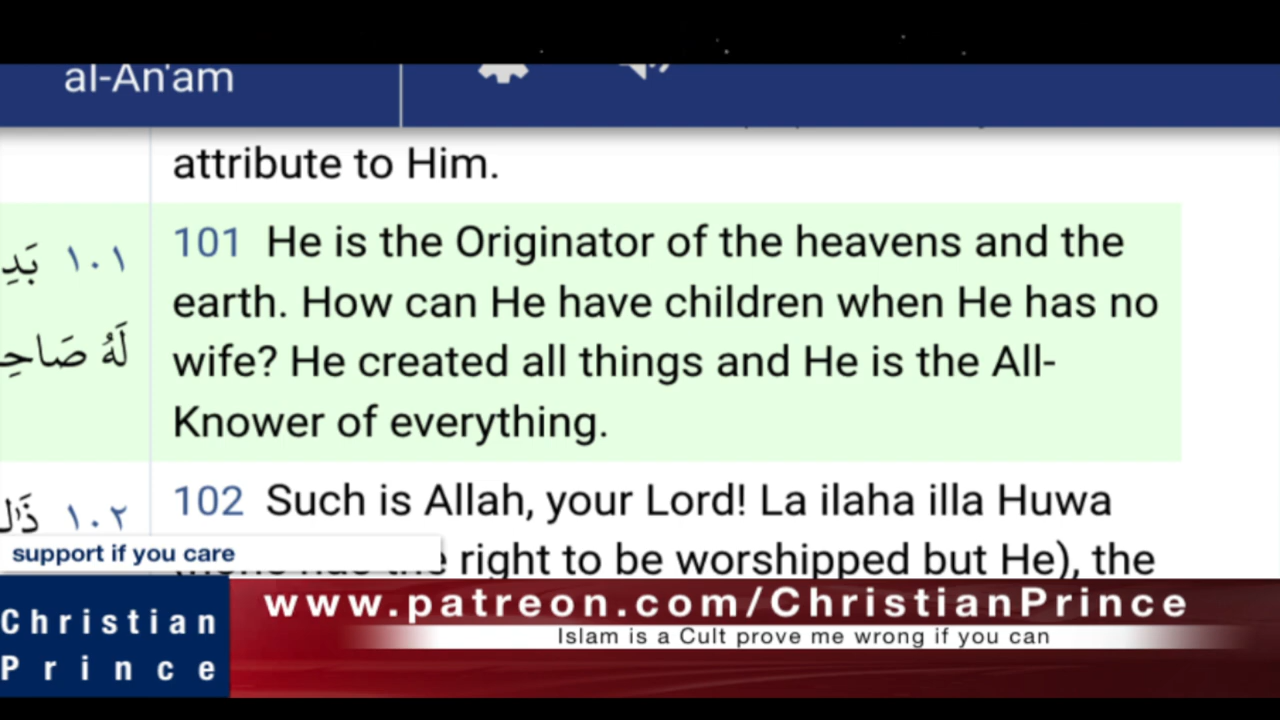 al-An'am
attribute to Him.
بَدِ ١٠١
101 He is the Originator of the heavens and the
earth. How can He have children when He has no
لَهُ صَاحِ
wife? He created all things and He is the All-
Knower of everything.
١٠٢
102 Such is Allah, your Lord! La ilaha illa Huwa
right to be worshipped but He), the
support if you care
Christian
Prince
www.patreon.com/ChristianPrince
Islam is a Cult prove me wrong if you can